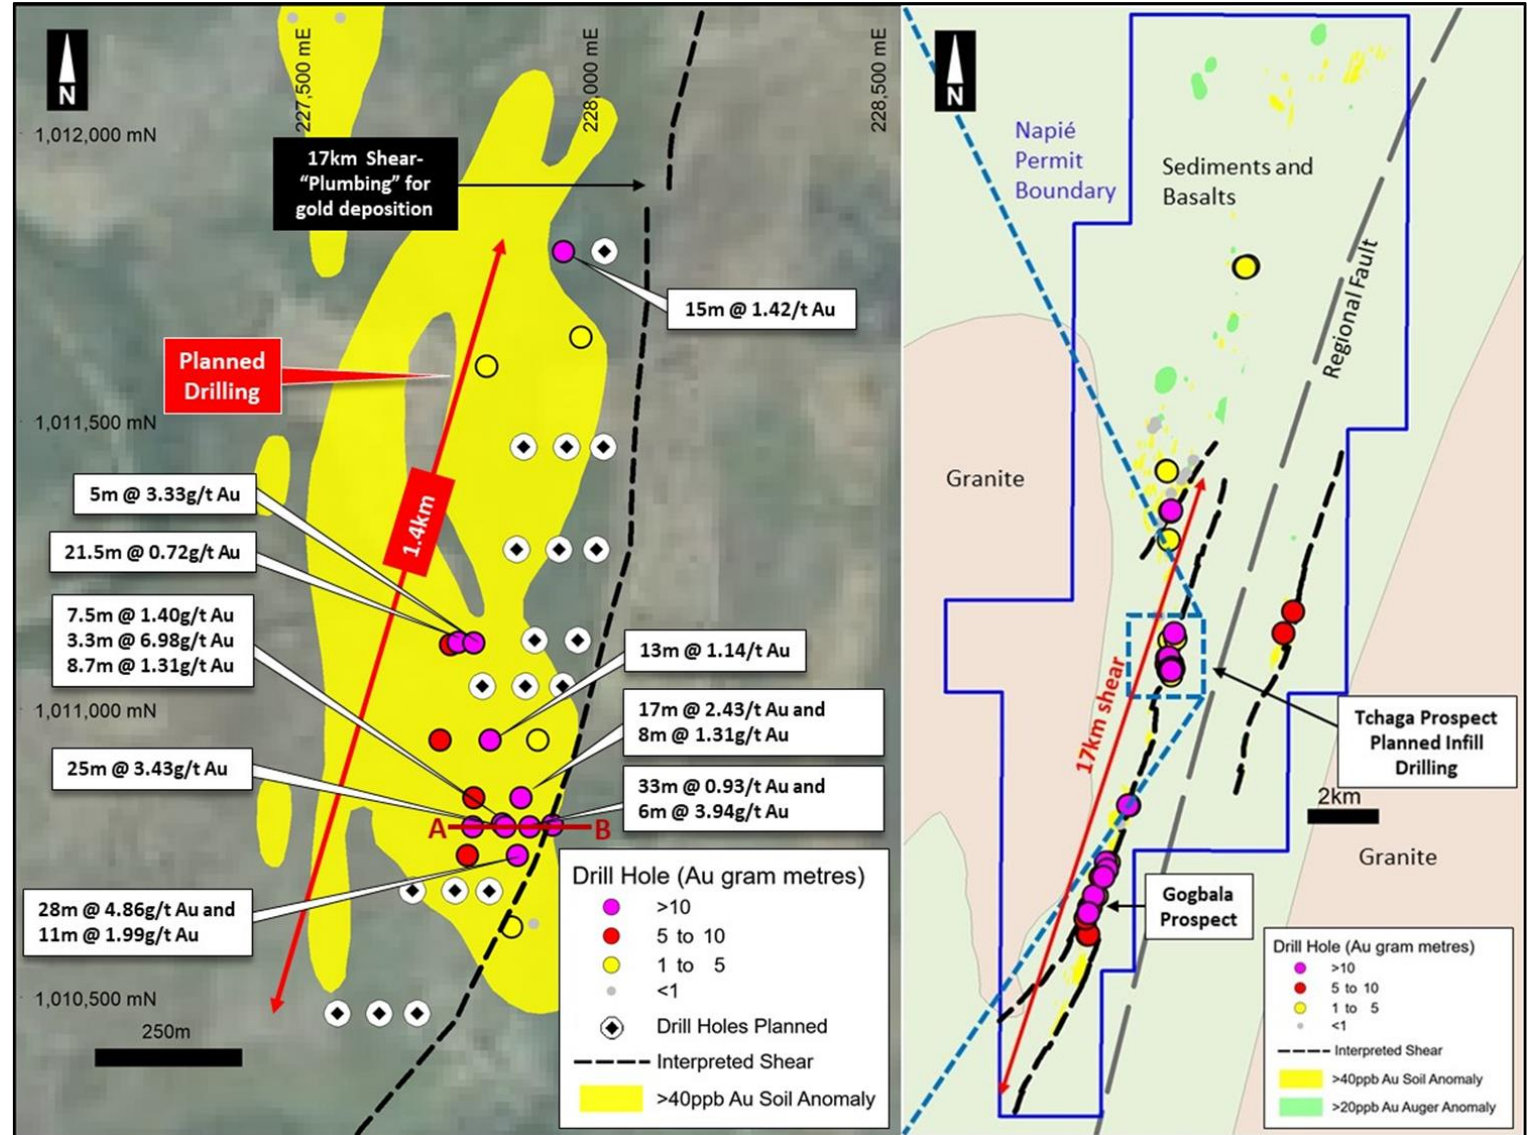 N
227,500 mE
228,000 mE
228,500 mE
1,012,000 mN
17km Shear-
“Plumbing” for
gold deposition
15m @ 1.42/t Au
Planned
Drilling
1,011,500 mN
1.4km
5m @ 3.33g/t Au
21.5m @ 0.72g/t Au
7.5m @ 1.40g/t Au
3.3m @ 6.98g/t Au
8.7m @ 1.31g/t Au
13m @ 1.14/t Au
1,011,000 mN
17m @ 2.43/t Au and
8m @ 1.31g/t Au
25m @ 3.43g/t Au
33m @ 0.93/t Au and
6m @ 3.94g/t Au
A
B
28m @ 4.86g/t Au and
11m @ 1.99g/t Au
1,010,500 mN
250m
Drill Hole (Au gram metres)
>10
5 to 10
1 to 5
<1
Drill Holes Planned
Interpreted Shear
>40ppb Au Soil Anomaly
N
Napié
Permit
Boundary
Sediments and
Basalts
Regional Fault
Granite
17km shear
Tchaga Prospect
Planned Infill
Drilling
2km
Granite
Gogbala
Prospect
Drill Hole (Au gram metres)
>10
5 to 10
1 to 5
<1
Interpreted Shear
>40ppb Au Soil Anomaly
>20ppb Au Auger Anomaly